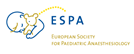 ESPA
EUROPEAN SOCIETY
FOR PAEDIATRIC ANAESTHESIOLOGY